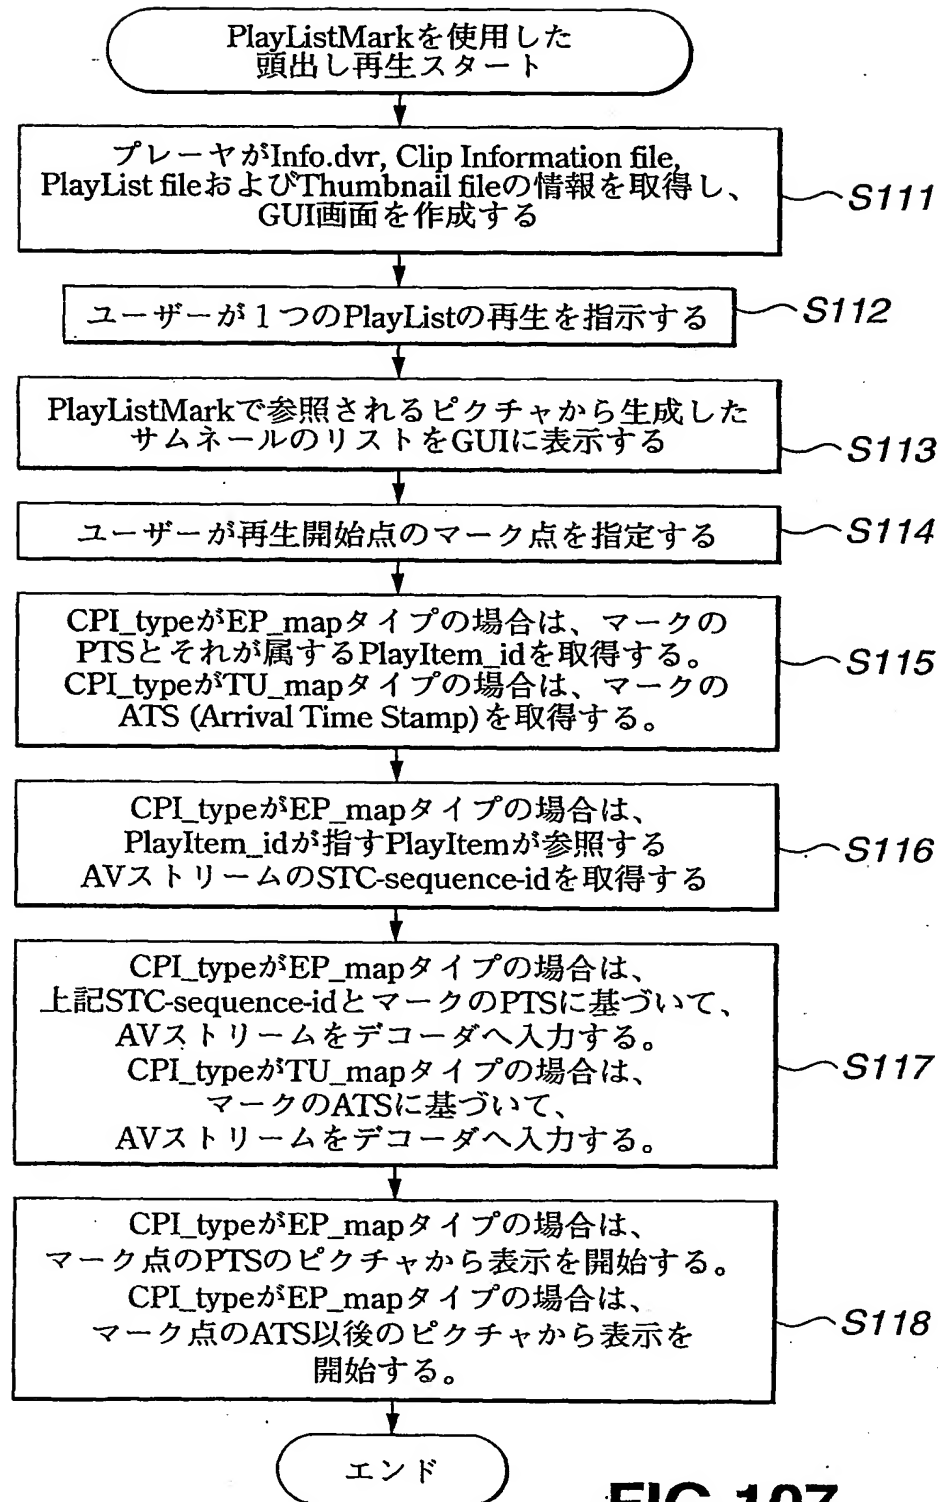 PlayListMarkを使用した
頭出し再生スタート
プレーヤがInfo.dvr, Clip Information file,
PlayList fileおよびThumbnail fileの情報を取得し、
GUI画面を作成する
S111
ユーザーが1つのPlayListの再生を指示する
S112
PlayListMarkで参照されるピクチャから生成した
サムネールのリストをGUIに表示する
S113
ユーザーが再生開始点のマーク点を指定する
S114
CPI_typeがEP_mapタイプの場合は、マークの
PTSとそれが属するPlayItem_idを取得する。
CPI_typeがTU_mapタイプの場合は、マークの
ATS (Arrival Time Stamp)を取得する。
S115
CPI_typeがEP_mapタイプの場合は、
PlayItem_idが指すPlayItemが参照する
AVストリームのSTC-sequence-idを取得する
S116
CPI_typeがEP_mapタイプの場合は、
上記STC-sequence-idとマークのPTSに基づいて、
AVストリームをデコーダへ入力する。
CPI_typeがTU_mapタイプの場合は、
マークのATSに基づいて、
AVストリームをデコーダへ入力する。
S117
CPI_typeがEP_mapタイプの場合は、
マーク点のPTSのピクチャから表示を開始する。
CPI_typeがEP_mapタイプの場合は、
マーク点のATS以後のピクチャから表示を
開始する。
S118
エンド
FIG.107